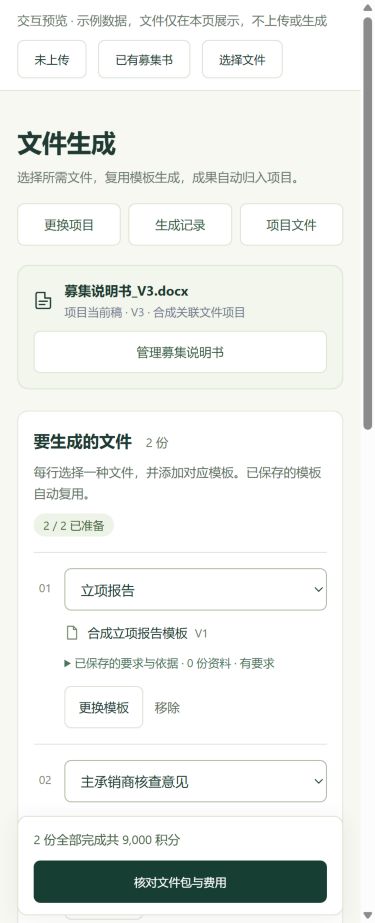 交互预览 · 示例数据，文件仅在本页展示，不上传或生成
未上传
已有募集书
选择文件
文件生成
选择所需文件，复用模板生成，成果自动归入项目。
更换项目
生成记录
项目文件
募集说明书_V3.docx
项目当前稿 · V3 · 合成关联文件项目
管理募集说明书
要生成的文件 2 份
每行选择一种文件，并添加对应模板。已保存的模板
自动复用。
2 / 2 已准备
01 立项报告
合成立项报告模板 V1
已保存的要求与依据 · 0 份资料 · 有要求
更换模板 移除
02 主承销商核查意见
2 份全部完成共 9,000 积分
核对文件包与费用